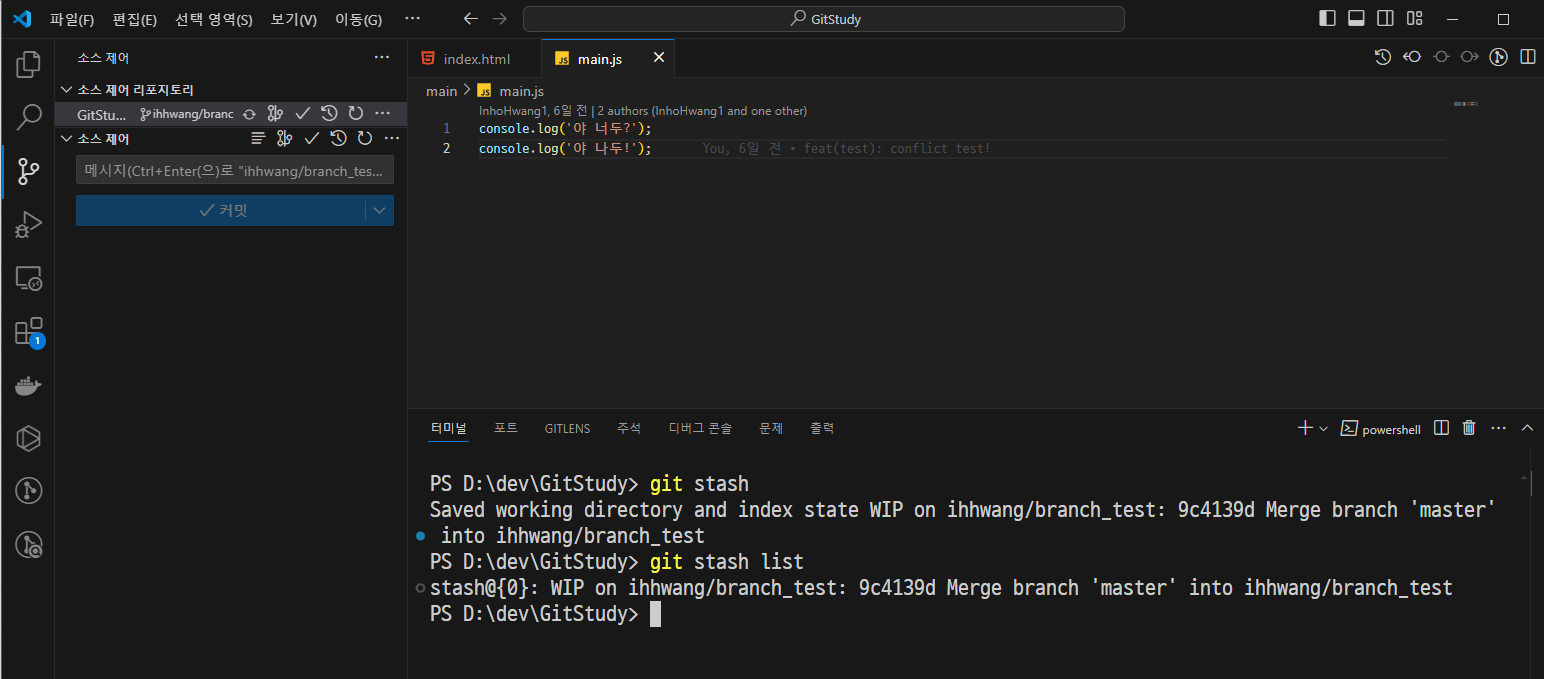 파일(F) 편집(E) 선택 영역(S) 보기(V) 이동(G) ··· GitStudy
소스 제어 ···
소스 제어 리포지토리
GitStu... ihhwang/branc ···
소스 제어 ···
메시지(Ctrl+Enter(으)로 "ihhwang/branch_tes...
커밋
1
index.html JS main.js
main > JS main.js
InhoHwang1, 6일 전 | 2 authors (InhoHwang1 and one other)
1 console.log('야 너두?');
2 console.log('야 나두!'); You, 6일 전 • feat(test): conflict test!
터미널 포트 GITLENS 주석 디버그 콘솔 문제 출력 powershell ···
PS D:\dev\GitStudy> git stash
Saved working directory and index state WIP on ihhwang/branch_test: 9c4139d Merge branch 'master'
into ihhwang/branch_test
PS D:\dev\GitStudy> git stash list
stash@{0}: WIP on ihhwang/branch_test: 9c4139d Merge branch 'master' into ihhwang/branch_test
PS D:\dev\GitStudy>